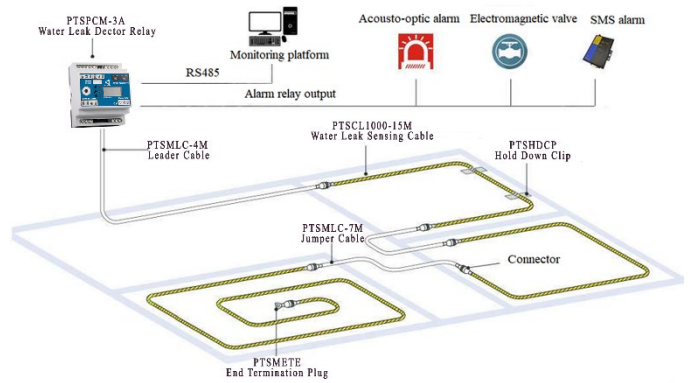 PTSPCM-3A
Water Leak Dector Relay
Monitoring platform
Acousto-optic alarm
Electromagnetic valve
SMS alarm
RS485
Alarm relay output
PTSMLC-4M
Leader Cable
PTSCL1000-15M
Water Leak Sensing Cable
PTSHDCP
Hold Down Clip
PTSMLC-7M
Jumper Cable
Connector
PTSMETE
End Termination Plug